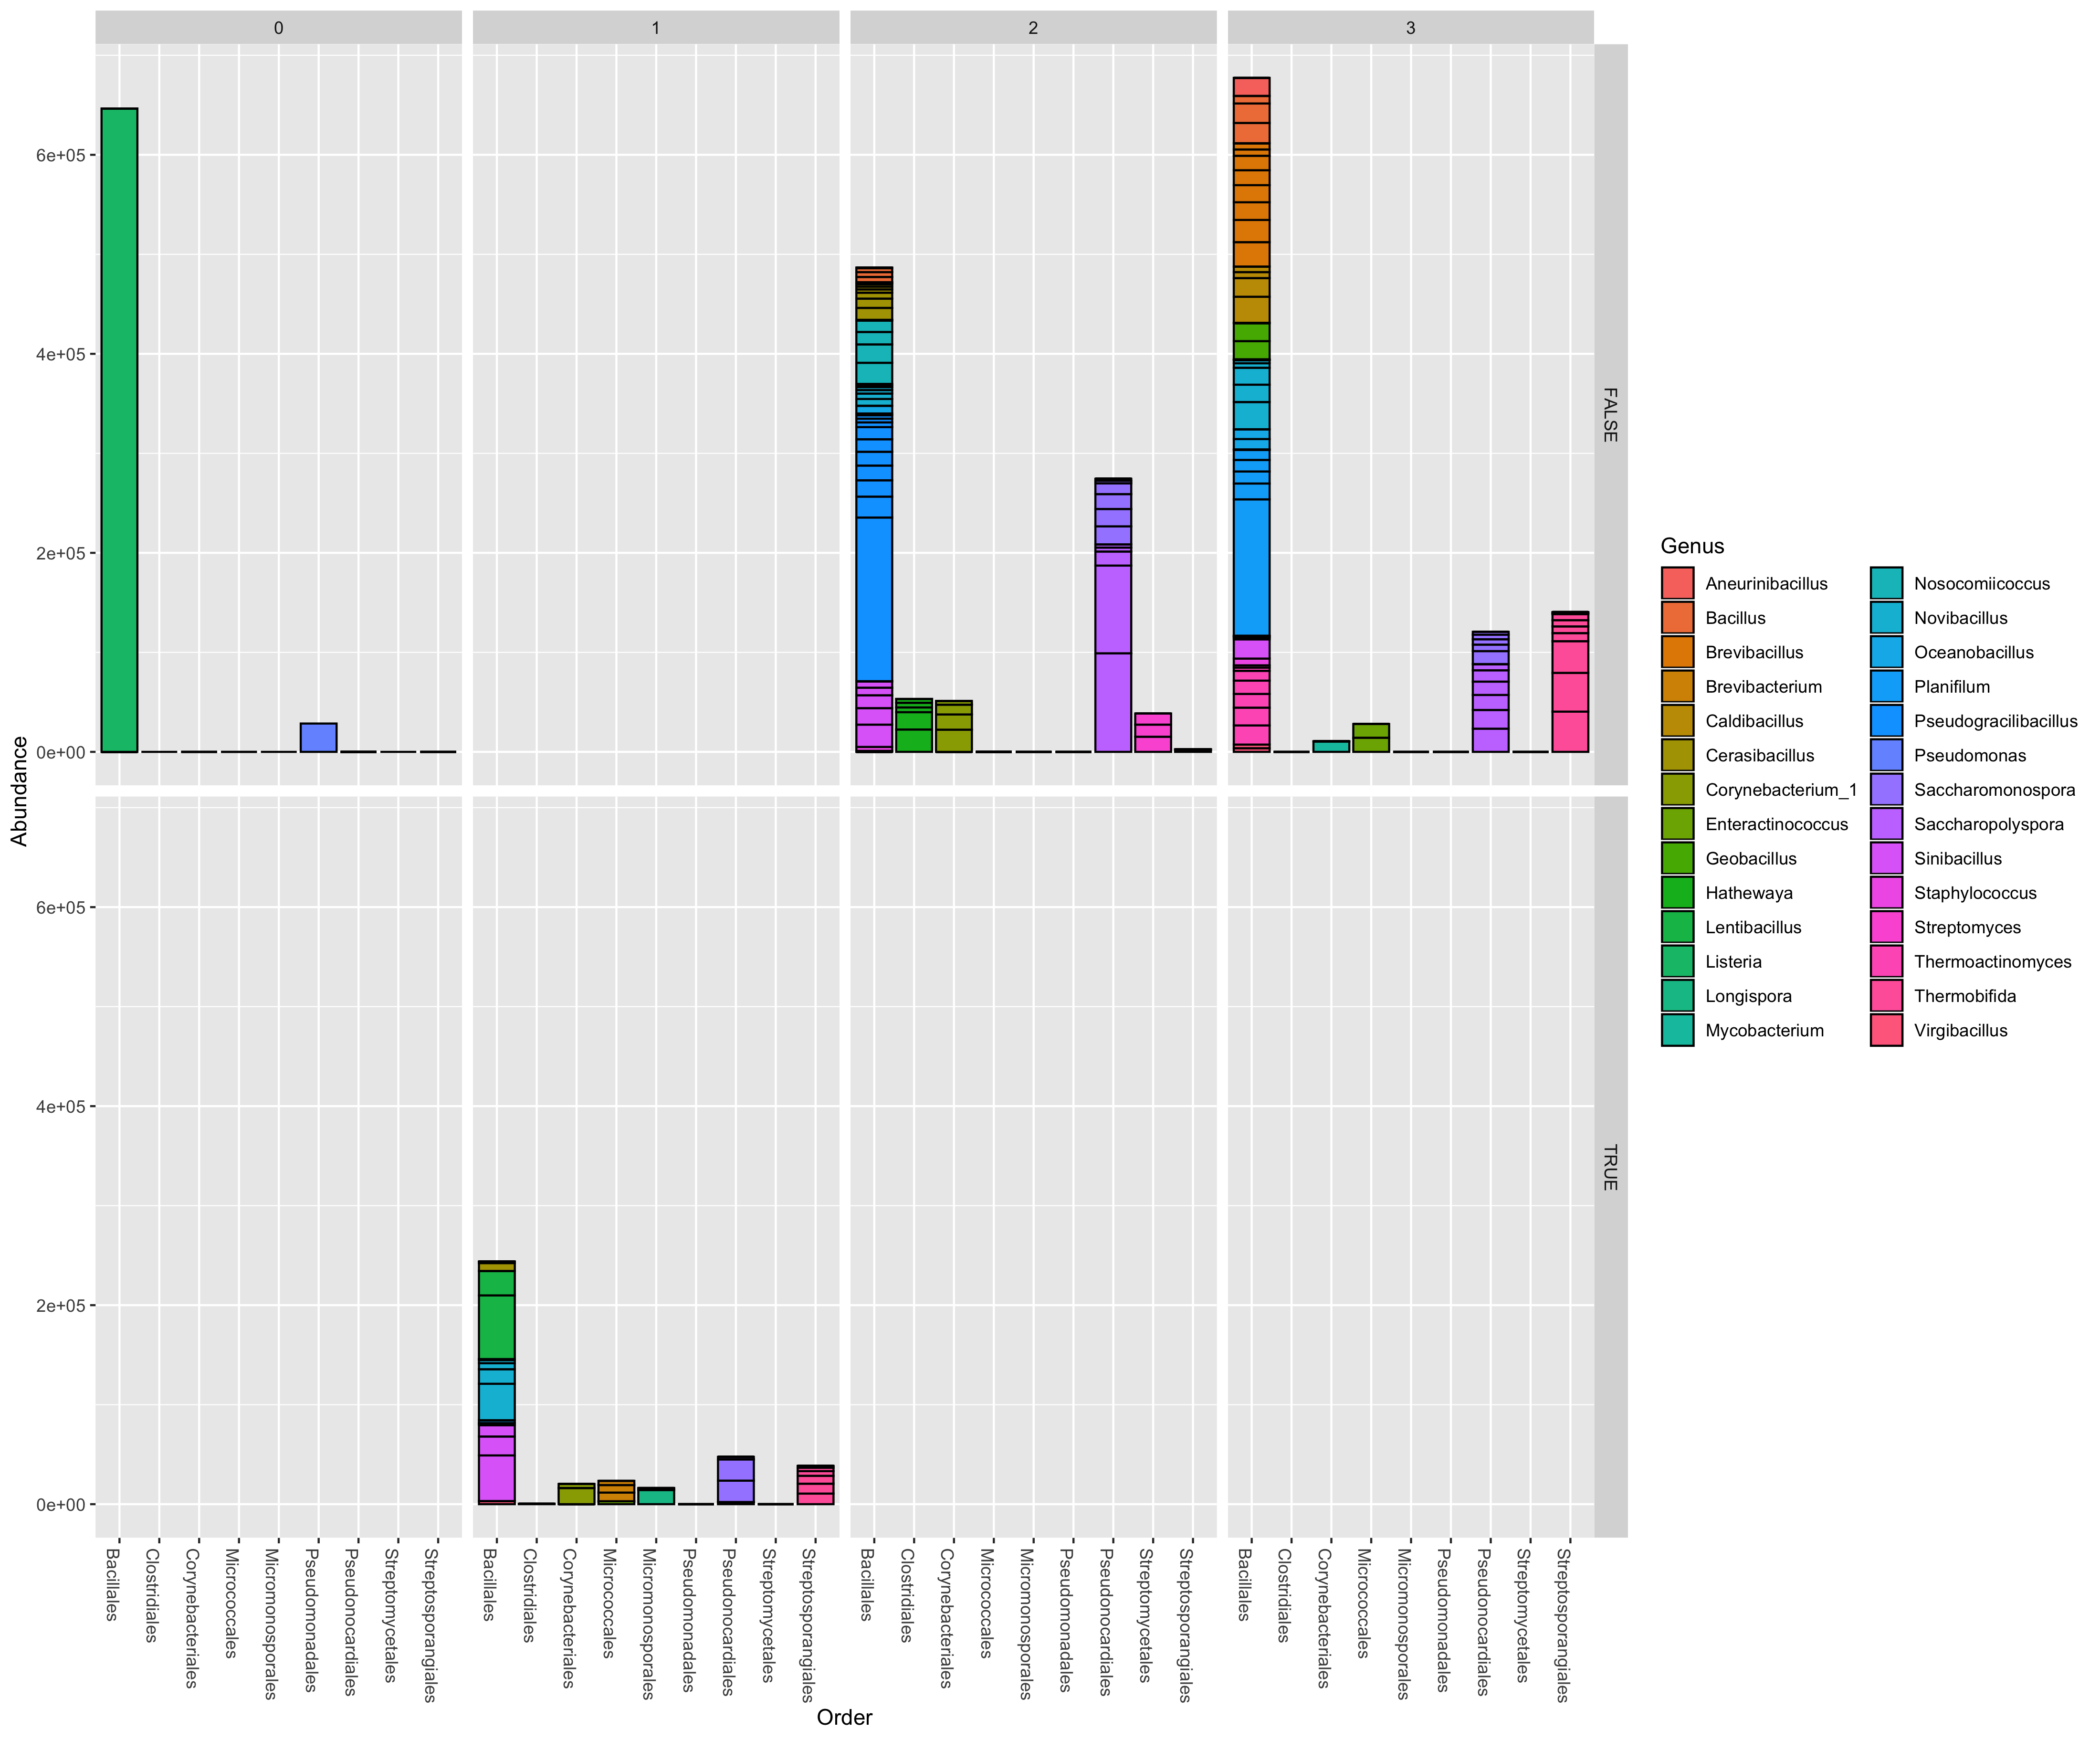 0 1 2 3
6e+05
4e+05
2e+05
0e+00
FALSE
6e+05
4e+05
2e+05
0e+00
TRUE
Abundance
Bacillales
Clostridiales
Corynebacteriales
Micrococcales
Micromonosporales
Pseudomonadales
Pseudonocardiales
Streptomycetales
Streptosporangiales
Bacillales
Clostridiales
Corynebacteriales
Micrococcales
Micromonosporales
Pseudomonadales
Pseudonocardiales
Streptomycetales
Streptosporangiales
Bacillales
Clostridiales
Corynebacteriales
Micrococcales
Micromonosporales
Pseudomonadales
Pseudonocardiales
Streptomycetales
Streptosporangiales
Bacillales
Clostridiales
Corynebacteriales
Micrococcales
Micromonosporales
Pseudomonadales
Pseudonocardiales
Streptomycetales
Streptosporangiales
Order
Genus
Aneurinibacillus
Bacillus
Brevibacillus
Brevibacterium
Caldibacillus
Cerasibacillus
Corynebacterium_1
Enteractinococcus
Geobacillus
Hathewaya
Lentibacillus
Listeria
Longispora
Mycobacterium
Nosocomiicoccus
Novibacillus
Oceanobacillus
Planifilum
Pseudogracilibacillus
Pseudomonas
Saccharomonospora
Saccharopolyspora
Sinibacillus
Staphylococcus
Streptomyces
Thermoactinomyces
Thermobifida
Virgibacillus